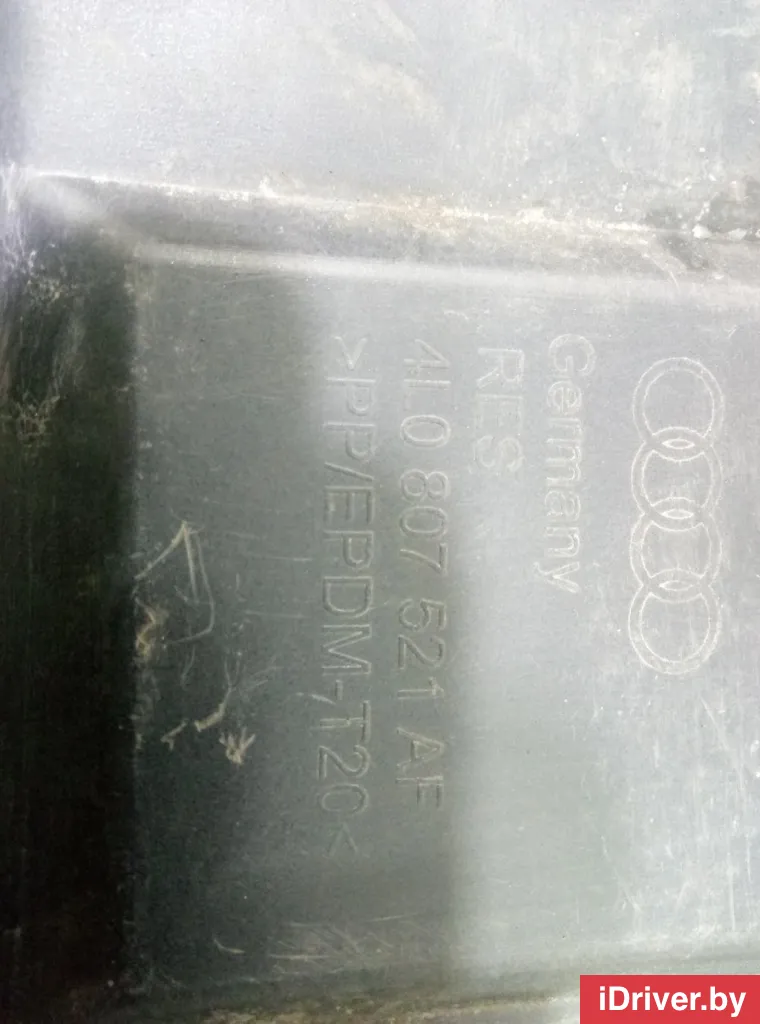 Germany
RES
4L0 807 521 AF
>PP/EPDM-T20<
iDriver.by